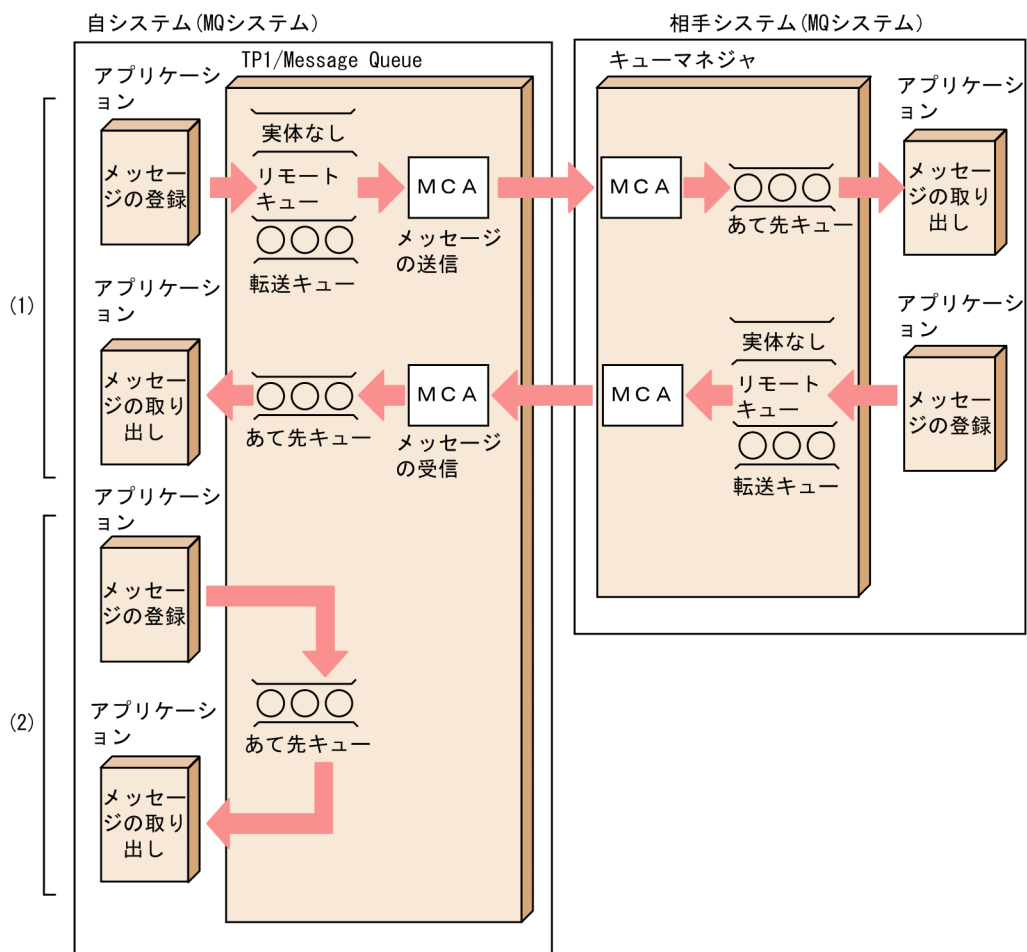 自システム(MQシステム)
相手システム(MQシステム)
TP1/Message Queue
キューマネジャ
(1)
アプリケーシ
ョン
メッセー
ジの登録
実体なし
リモート
キュー
転送キュー
MCA
メッセージ
の送信
MCA
あて先キュー
アプリケーシ
ョン
メッセー
ジの取り
出し
アプリケーシ
ョン
メッセー
ジの取り
出し
あて先キュー
MCA
メッセージ
の受信
MCA
実体なし
リモート
キュー
転送キュー
アプリケーシ
ョン
メッセー
ジの登録
(2)
アプリケーシ
ョン
メッセー
ジの登録
あて先キュー
アプリケーシ
ョン
メッセー
ジの取り
出し